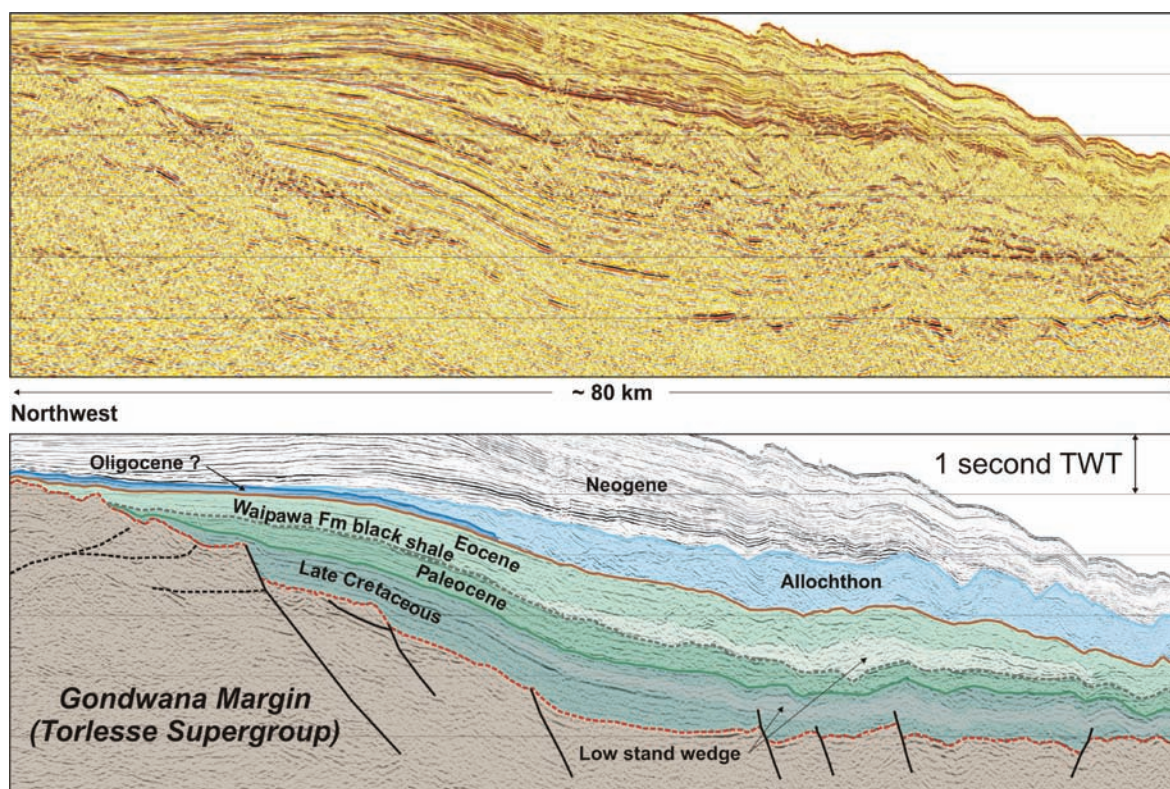 ~ 80 km
Northwest
1 second TWT
Oligocene ?
Neogene
Waipawa Fm black shale
Eocene
Allochthon
Paleocene
Late Cretaceous
Gondwana Margin
(Torlesse Supergroup)
Low stand wedge